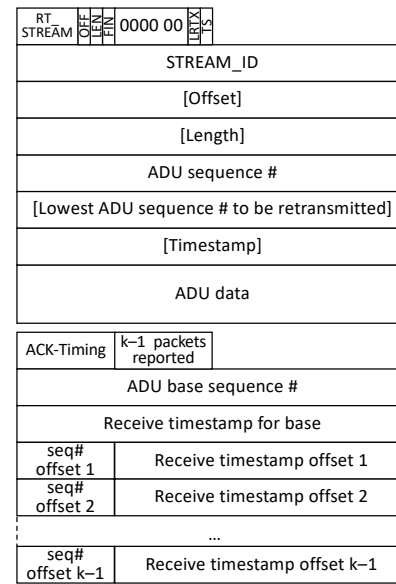 RT_
STREAM OFF LEN FIN 0000 00 LRTX TS
STREAM_ID
[Offset]
[Length]
ADU sequence #
[Lowest ADU sequence # to be retransmitted]
[Timestamp]
ADU data
ACK-Timing k–1 packets
reported
ADU base sequence #
Receive timestamp for base
seq#
offset 1 Receive timestamp offset 1
seq#
offset 2 Receive timestamp offset 2
...
seq#
offset k–1 Receive timestamp offset k–1